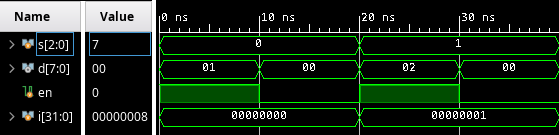 Name Value 0 ns 10 ns 20 ns 30 ns
s[2:0] 7 0 1
d[7:0] 00 01 00 02 00
en 0
i[31:0] 00000008 00000000 00000001